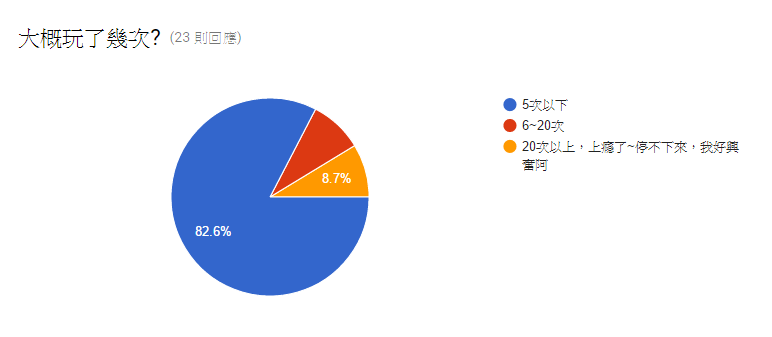 大概玩了幾次? (23 則回應)
5次以下
6~20次
20次以上，上癮了~停不下來，我好興
奮阿
8.7%
82.6%